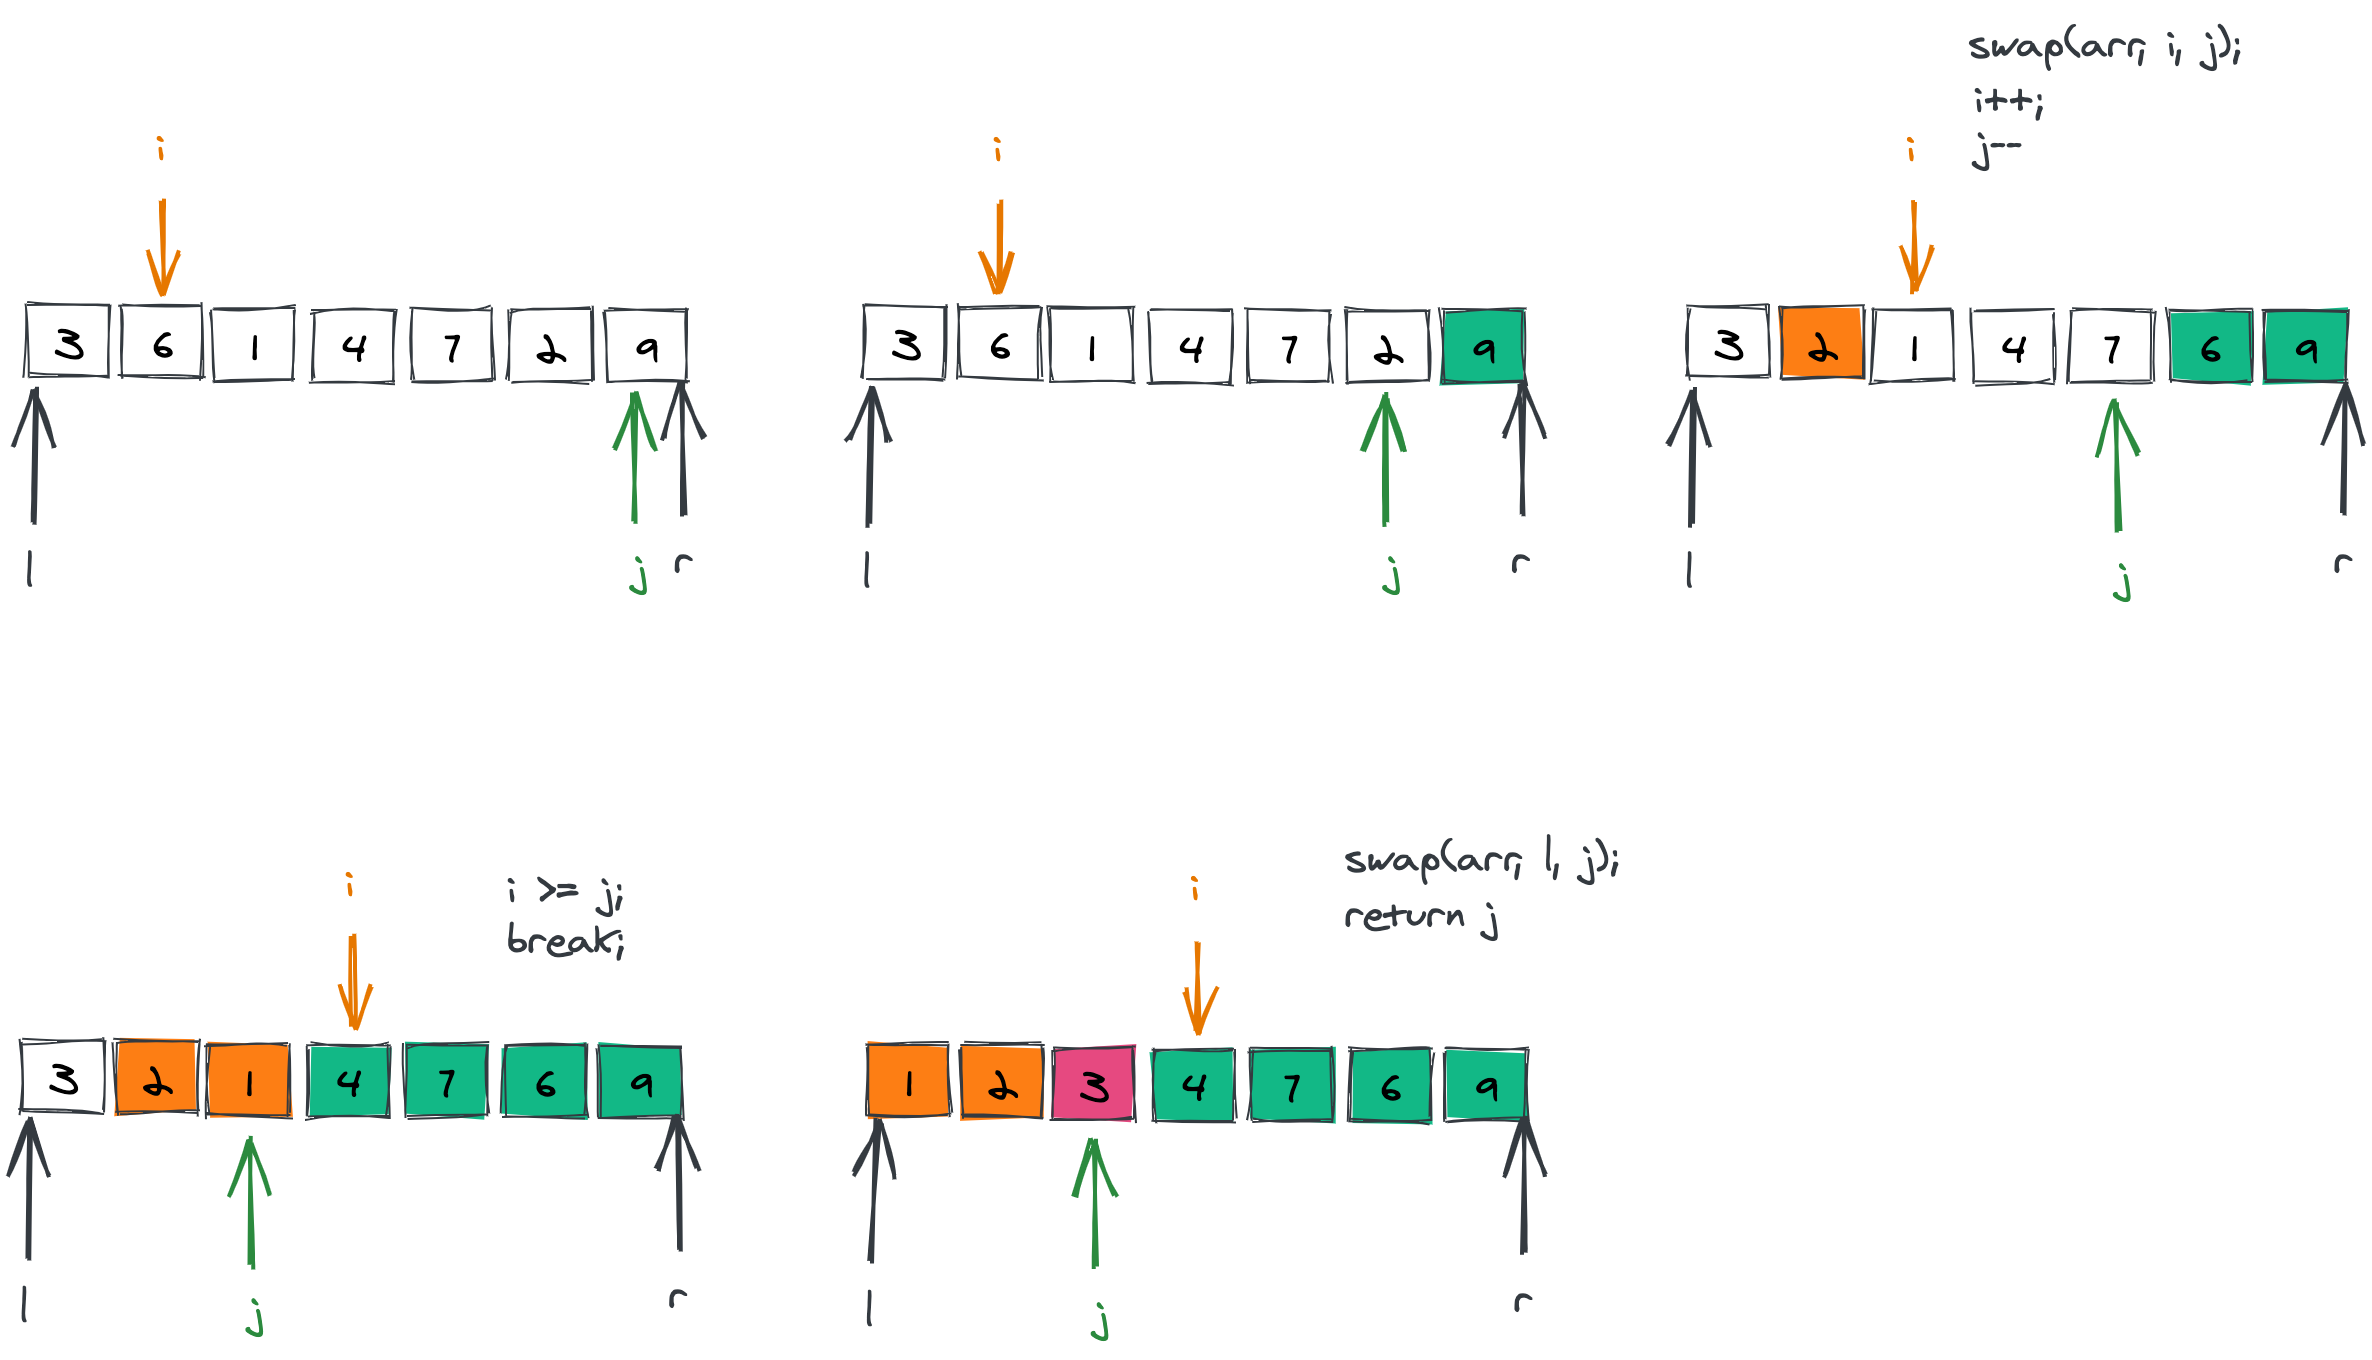 i
3 6 1 4 7 2 9
l j r
i
3 6 1 4 7 2 9
l j r
swap(arr, i, j);
i++;
j--
i
3 2 1 4 7 6 9
l j r
i
i >= j;
break;
3 2 1 4 7 6 9
l j r
i
swap(arr, l, j);
return j
1 2 3 4 7 6 9
l j r